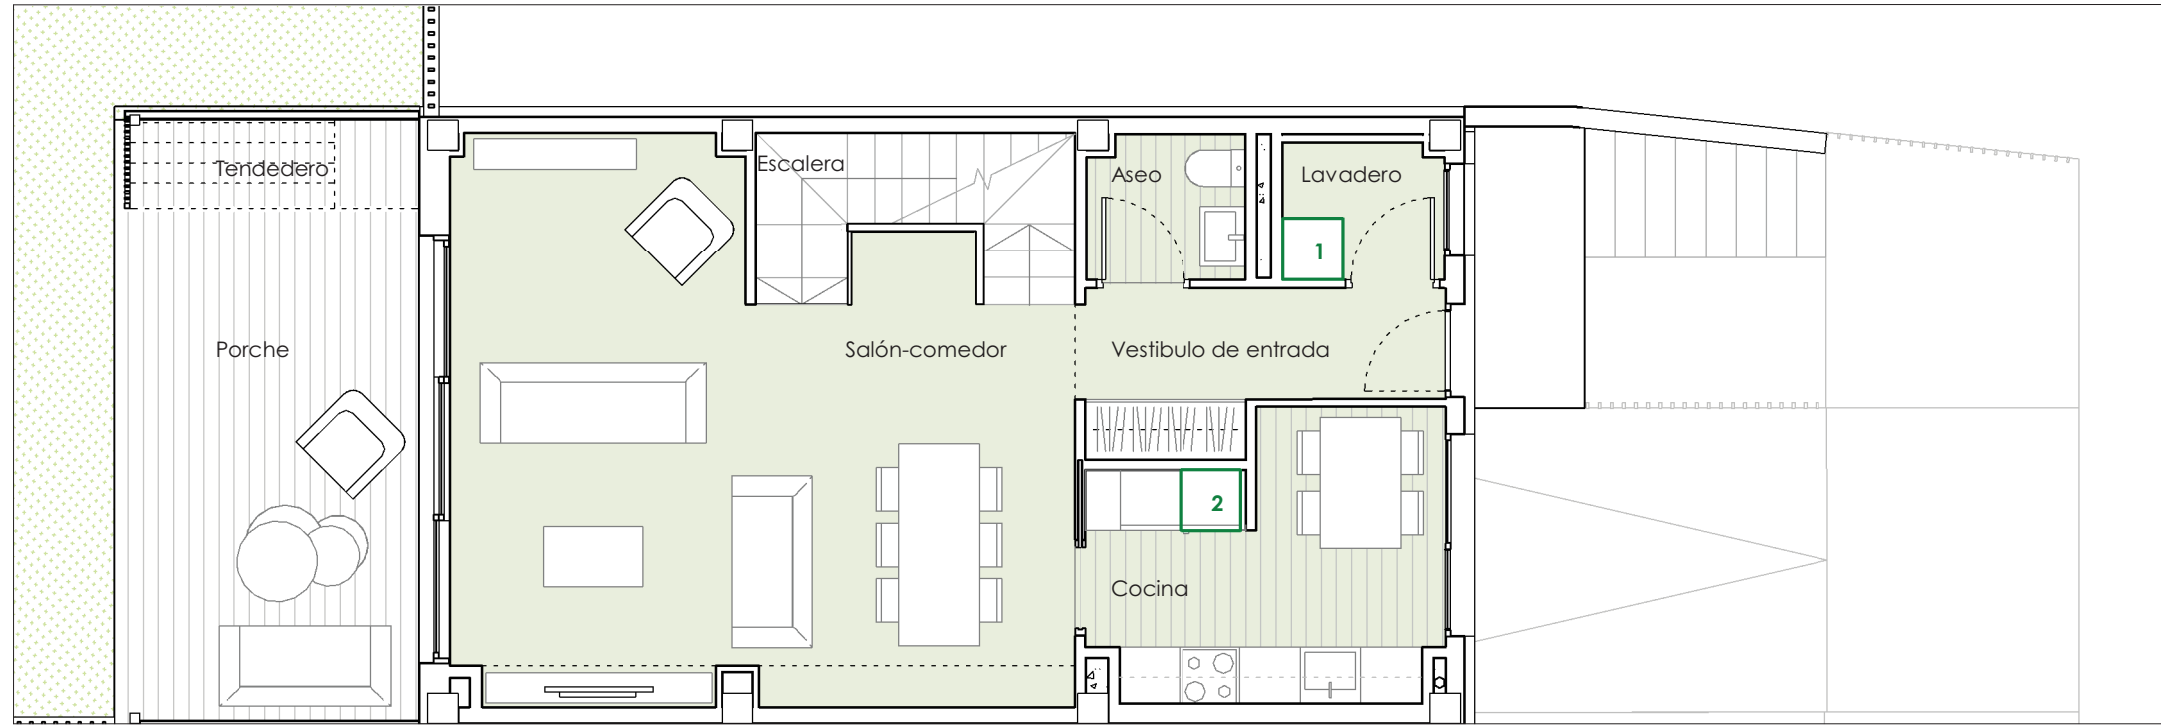 Escalera
Tendedero
Aseo
Lavadero
1
Porche
Salón-comedor
Vestibulo de entrada
2
Cocina